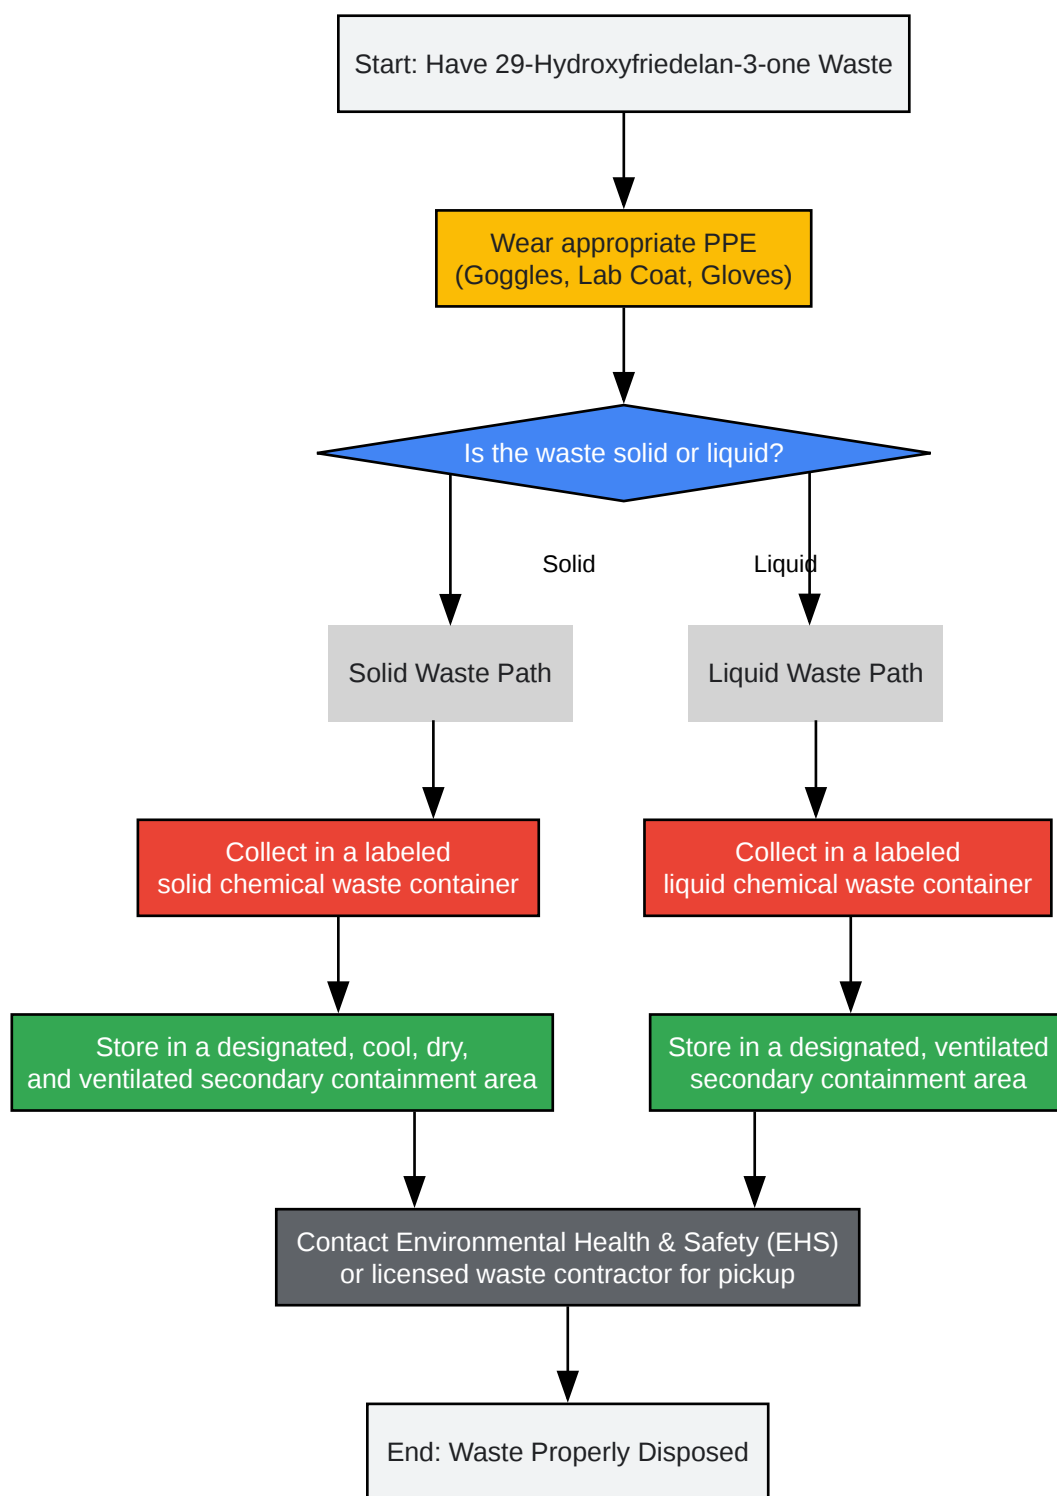 Start: Have 29-Hydroxyfriedelan-3-one Waste
Wear appropriate PPE
(Goggles, Lab Coat, Gloves)
Is the waste solid or liquid?
Solid
Liquid
Solid Waste Path
Liquid Waste Path
Collect in a labeled
solid chemical waste container
Collect in a labeled
liquid chemical waste container
Store in a designated, cool, dry,
and ventilated secondary containment area
Store in a designated, ventilated
secondary containment area
Contact Environmental Health & Safety (EHS)
or licensed waste contractor for pickup
End: Waste Properly Disposed